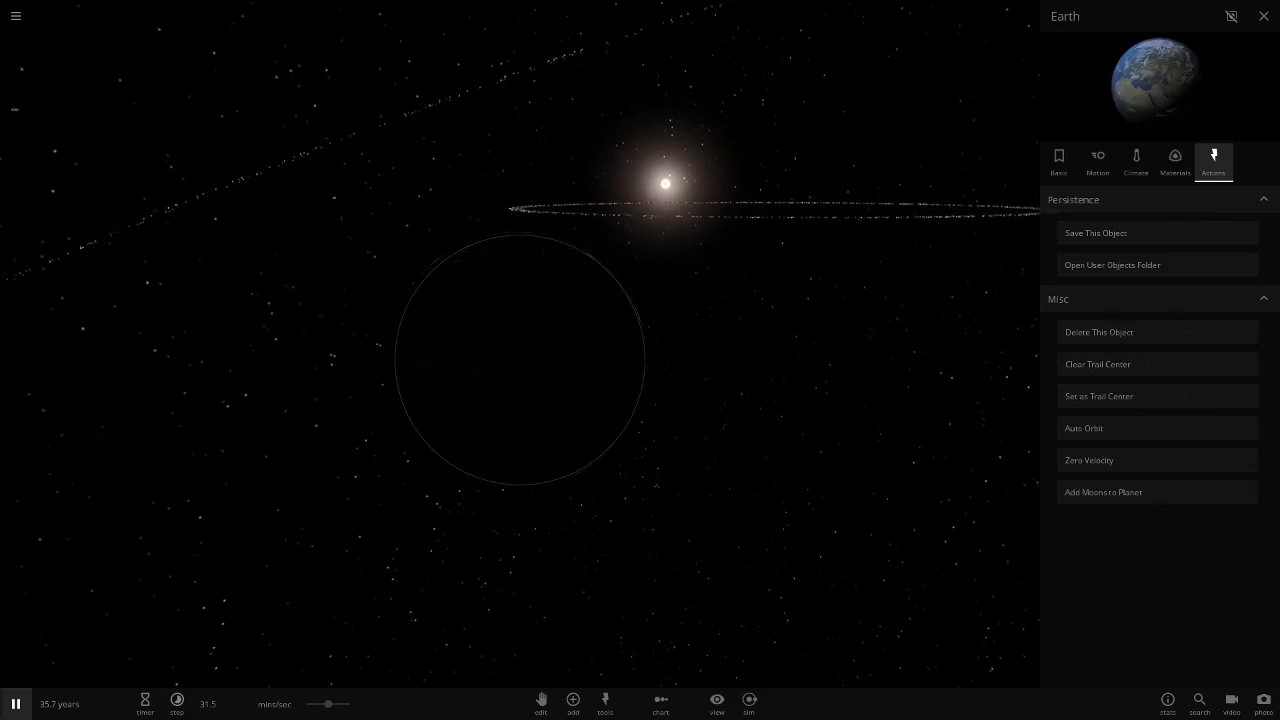 Earth
Basic
Motion
Climate
Materials
Actions
Persistence
Save This Object
Open User Objects Folder
Misc
Delete This Object
Clear Trail Center
Set as Trail Center
Auto Orbit
Zero Velocity
Add Moons to Planet
35.7 years
timer
step
31.5
mins/sec
edit
add
tools
chart
view
sim
stats
search
video
photo